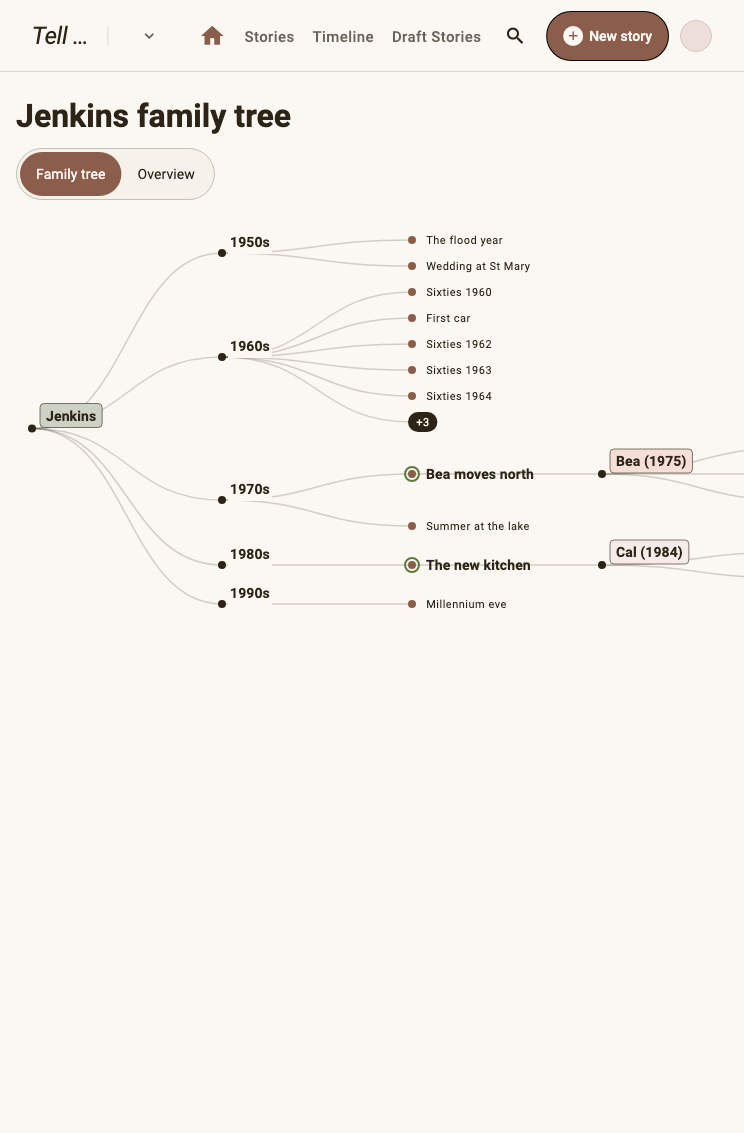 Tell ...
Stories
Timeline
Draft Stories
New story
Jenkins family tree
Family tree
Overview
1950s
The flood year
Wedding at St Mary
1960s
Sixties 1960
First car
Sixties 1962
Sixties 1963
Sixties 1964
+3
Jenkins
1970s
Bea moves north
Bea (1975)
Summer at the lake
1980s
The new kitchen
Cal (1984)
1990s
Millennium eve